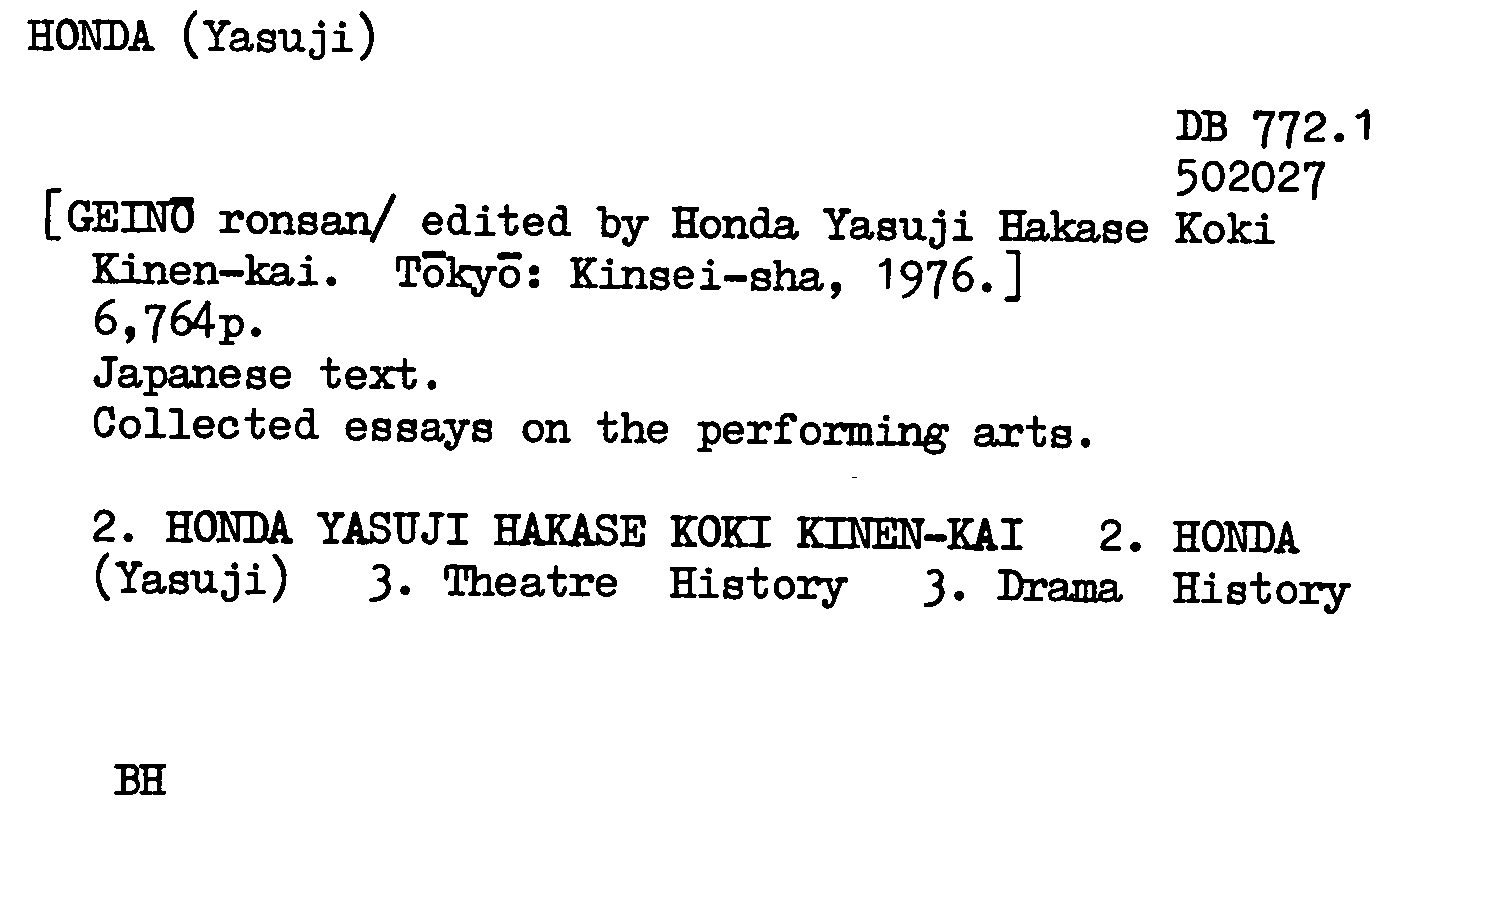 HONDA (Yasuji)
DB 772.1
502027
[GEINŌ ronsan/ edited by Honda Yasuji Hakase Koki
Kinen-kai. Tōkyō: Kinsei-sha, 1976.]
6,764p.
Japanese text.
Collected essays on the performing arts.
2. HONDA YASUJI HAKASE KOKI KINEN-KAI 2. HONDA
(Yasuji) 3. Theatre History 3. Drama History
BH